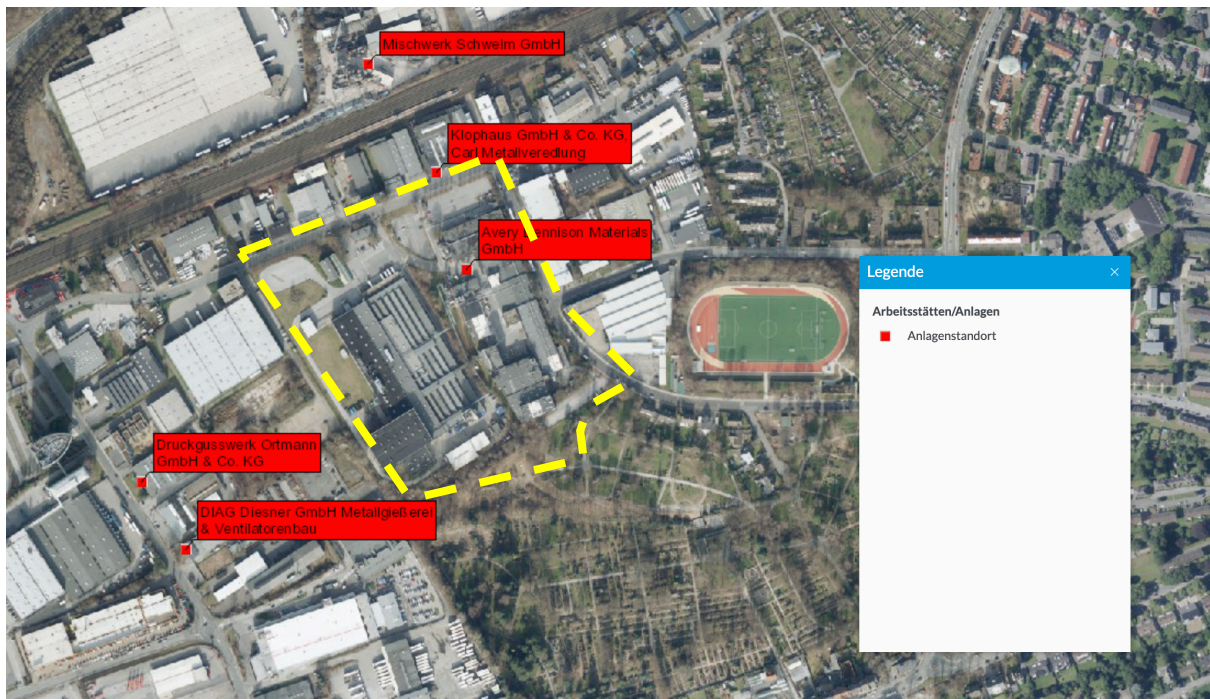 Mischwerk Schwelm GmbH
Klophaus GmbH & Co. KG,
Carl Metallveredlung
Avery Dennison Materials
GmbH
Legende
Arbeitsstätten/Anlagen
Anlagenstandort
Druckgusswerk Ortmann
GmbH & Co. KG
DIAG Diesner GmbH Metallgießerei
& Ventilatorenbau